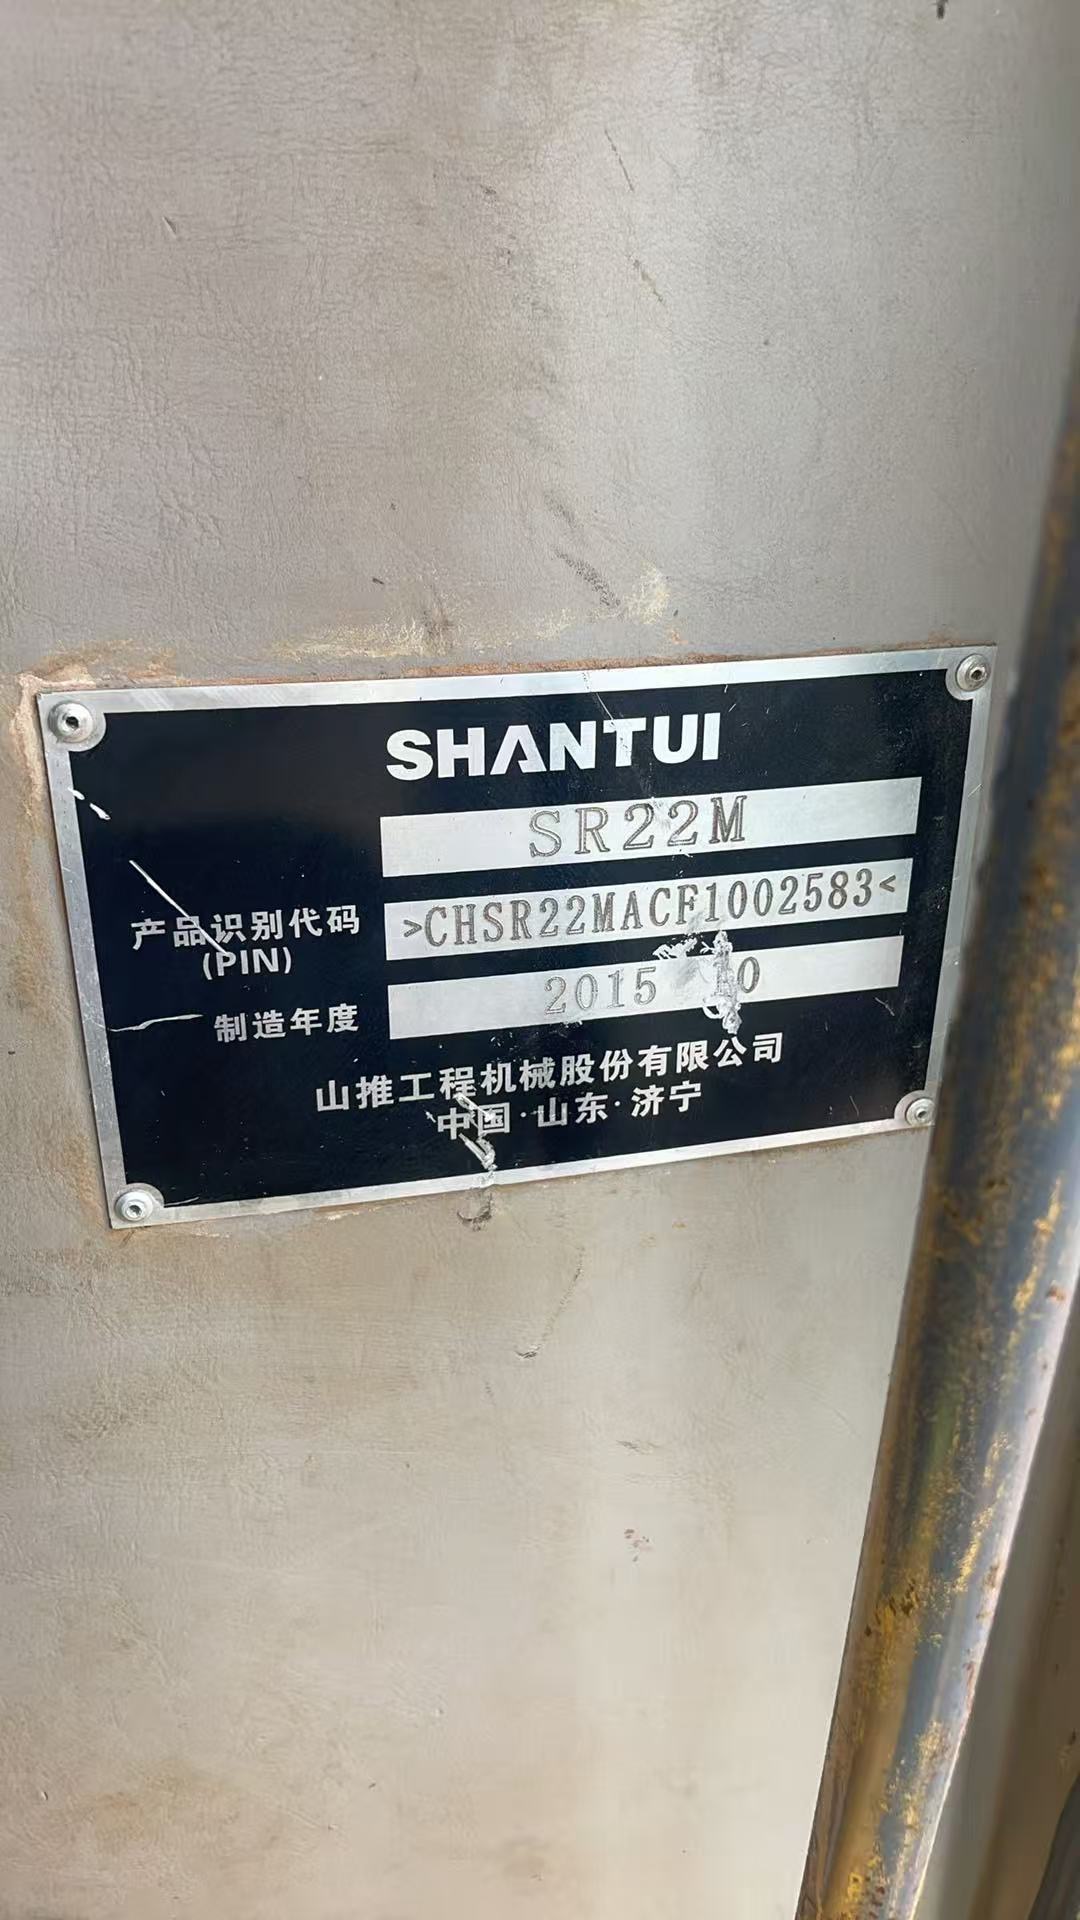 SHANTUI
SR22M
产品识别代码 >CHSR22MACF1002583<
(PIN)
制造年度 2015 10
山推工程机械股份有限公司
中国·山东·济宁